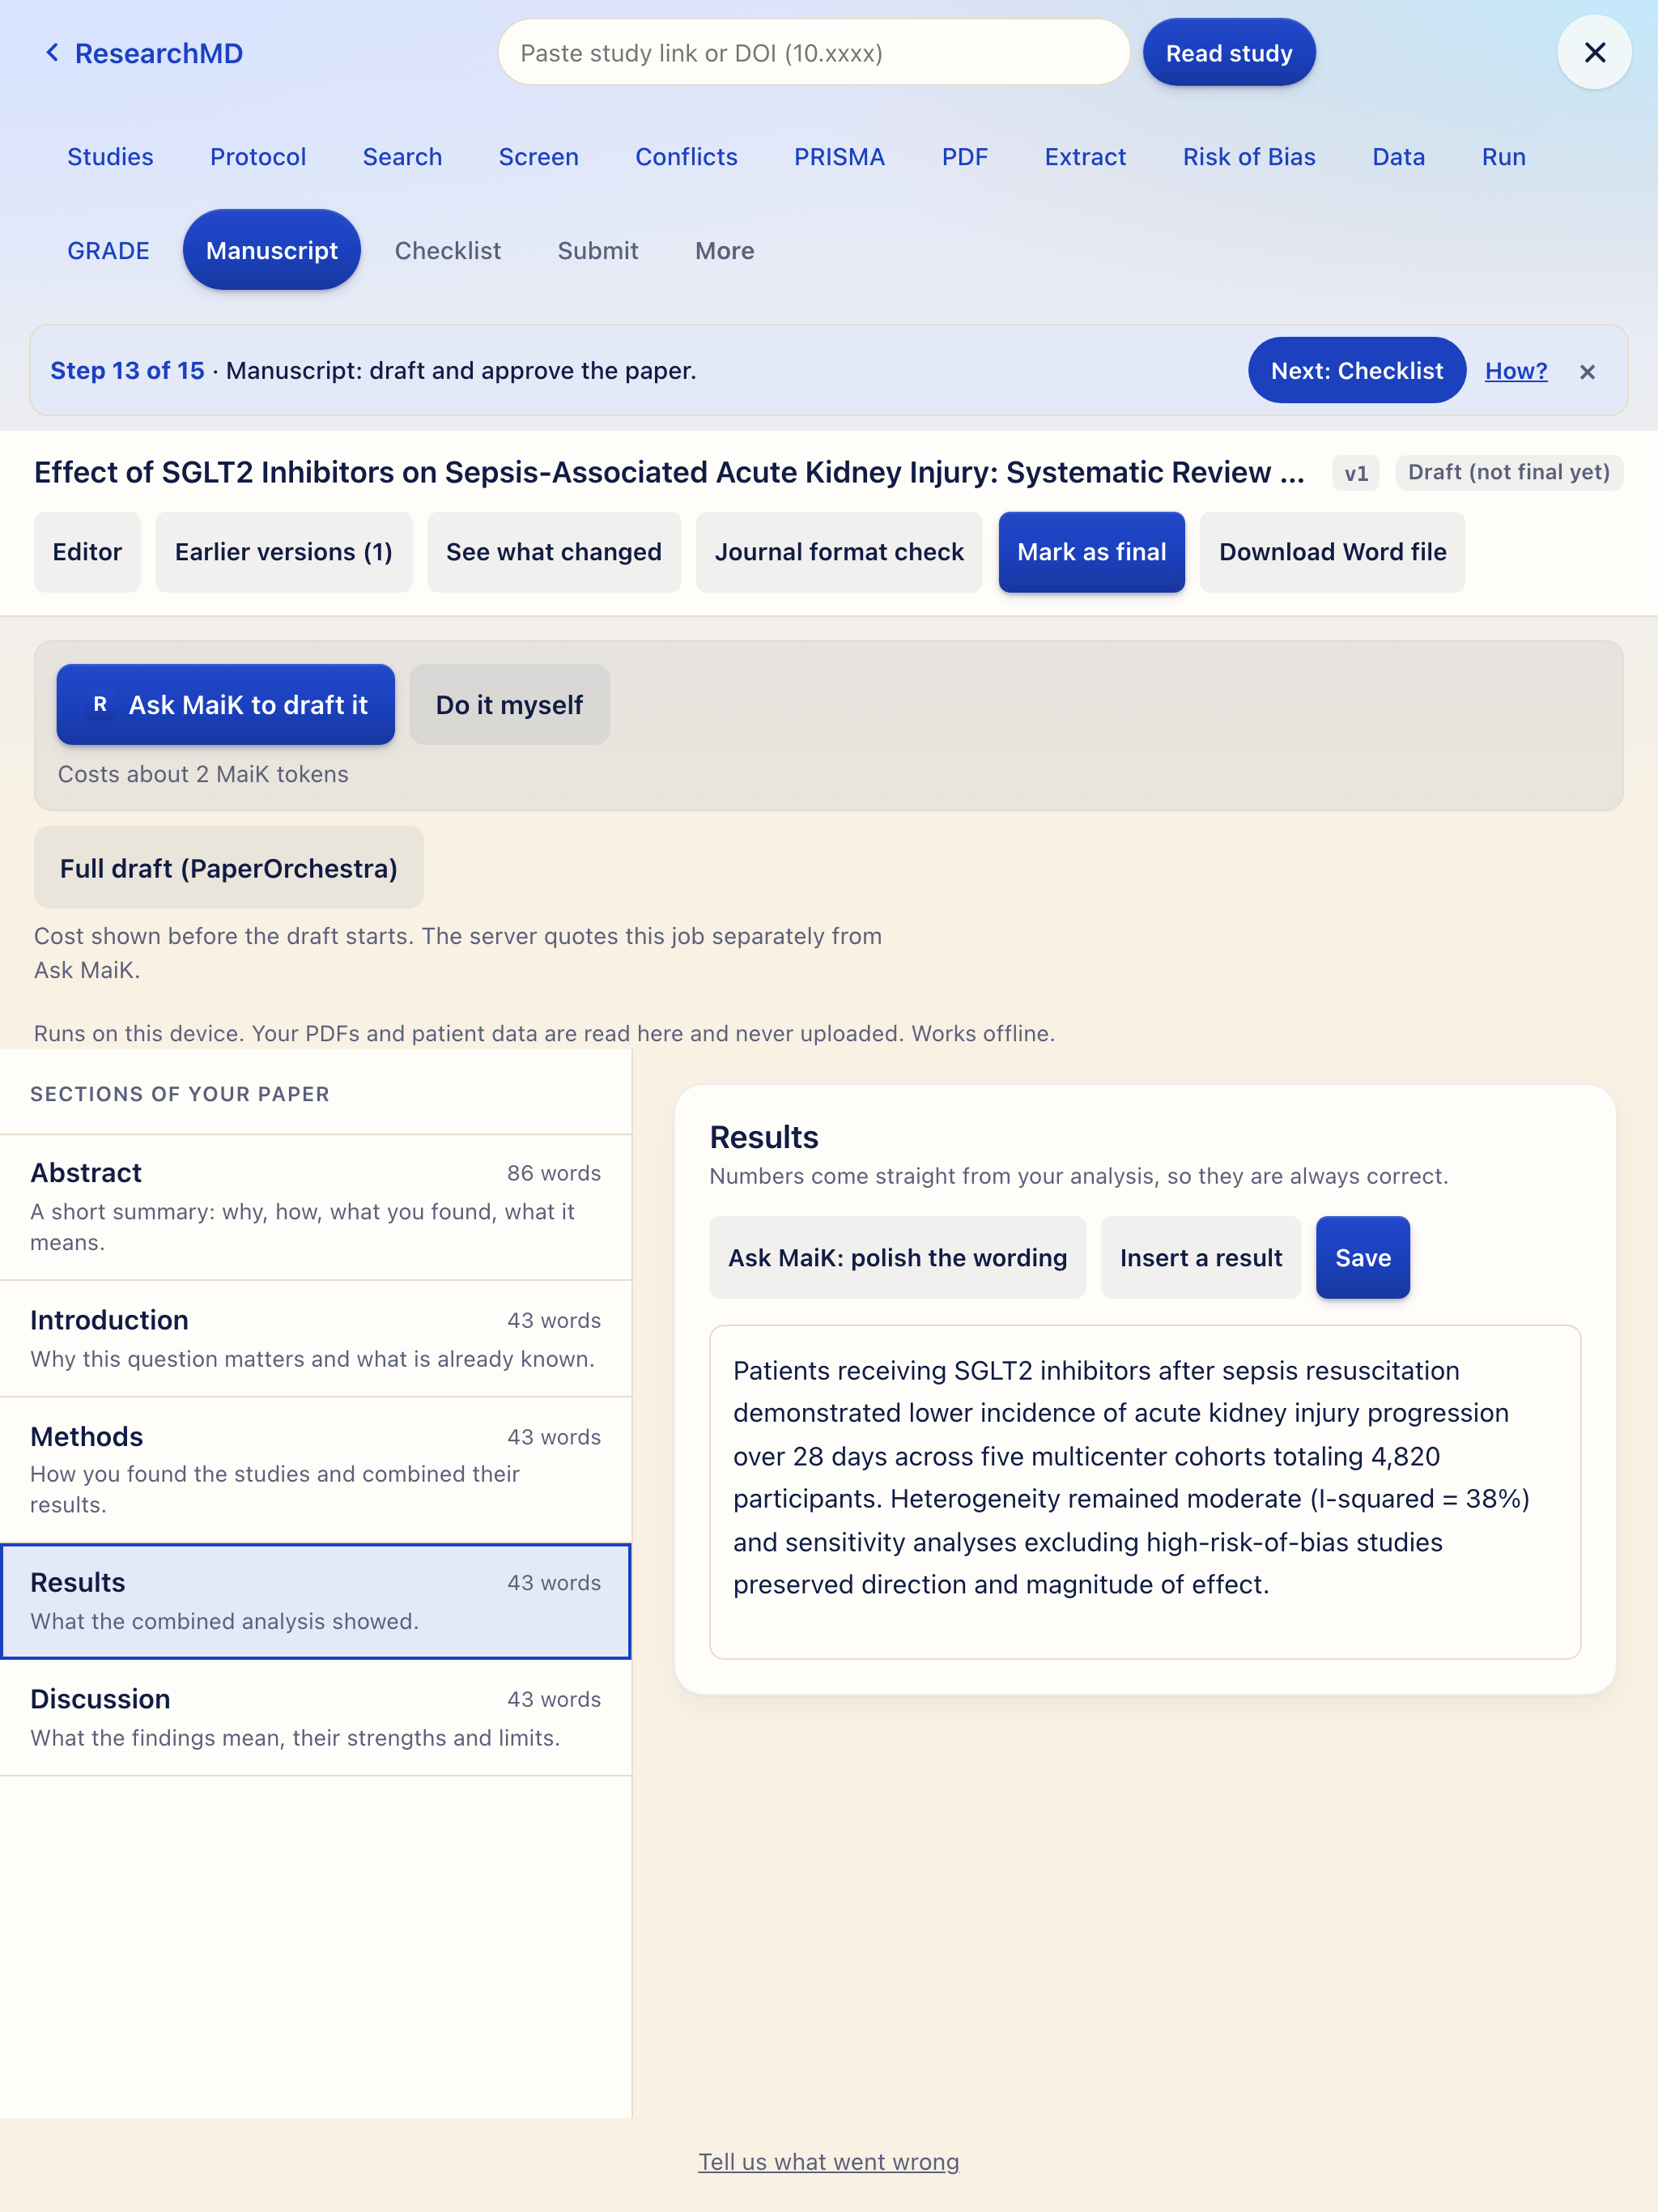 ResearchMD
Paste study link or DOI (10.xxxx)
Read study
Studies Protocol Search Screen Conflicts PRISMA PDF Extract Risk of Bias Data Run
GRADE Manuscript Checklist Submit More
Step 13 of 15 · Manuscript: draft and approve the paper.
Next: Checklist
How?
Effect of SGLT2 Inhibitors on Sepsis-Associated Acute Kidney Injury: Systematic Review ...
v1
Draft (not final yet)
Editor
Earlier versions (1)
See what changed
Journal format check
Mark as final
Download Word file
R Ask MaiK to draft it
Do it myself
Costs about 2 MaiK tokens
Full draft (PaperOrchestra)
Cost shown before the draft starts. The server quotes this job separately from
Ask MaiK.
Runs on this device. Your PDFs and patient data are read here and never uploaded. Works offline.
SECTIONS OF YOUR PAPER
Abstract 86 words
A short summary: why, how, what you found, what it
means.
Introduction 43 words
Why this question matters and what is already known.
Methods 43 words
How you found the studies and combined their
results.
Results 43 words
What the combined analysis showed.
Discussion 43 words
What the findings mean, their strengths and limits.
Results
Numbers come straight from your analysis, so they are always correct.
Ask MaiK: polish the wording
Insert a result
Save
Patients receiving SGLT2 inhibitors after sepsis resuscitation
demonstrated lower incidence of acute kidney injury progression
over 28 days across five multicenter cohorts totaling 4,820
participants. Heterogeneity remained moderate (I-squared = 38%)
and sensitivity analyses excluding high-risk-of-bias studies
preserved direction and magnitude of effect.
Tell us what went wrong